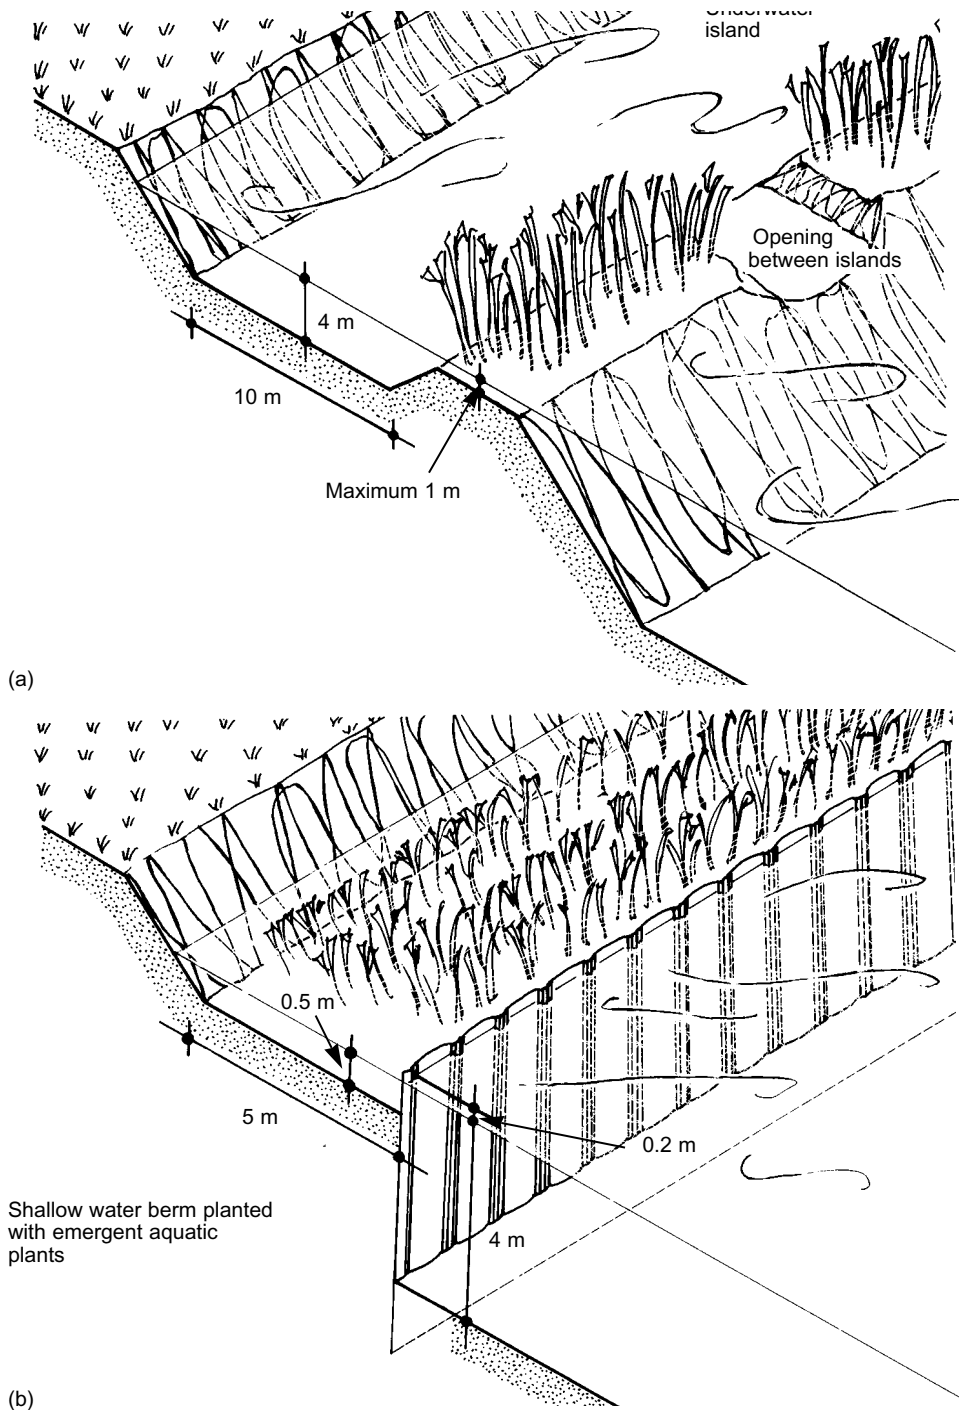 Underwater
island
Opening
between islands
4 m
10 m
Maximum 1 m
(a)
0.5 m
5 m
0.2 m
Shallow water berm planted
with emergent aquatic
plants
4 m
(b)